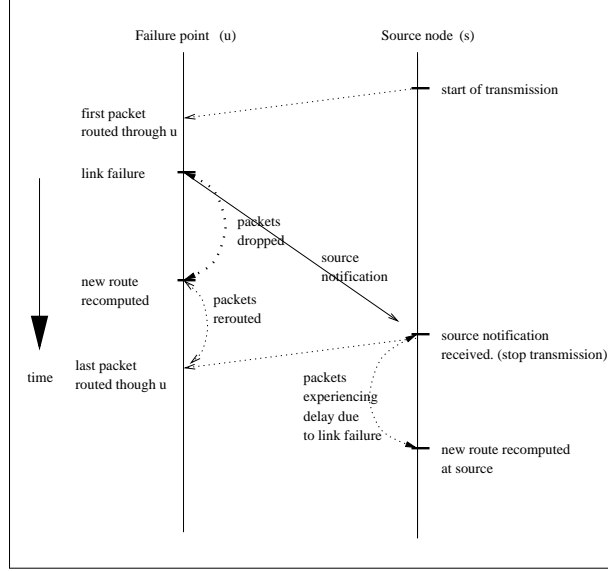 Failure point (u)
Source node (s)
start of transmission
first packet
routed through u
link failure
packets
dropped
source
notification
new route
recomputed
packets
rerouted
source notification
received. (stop transmission)
last packet
routed though u
time
packets
experiencing
delay due
to link failure
new route recomputed
at source